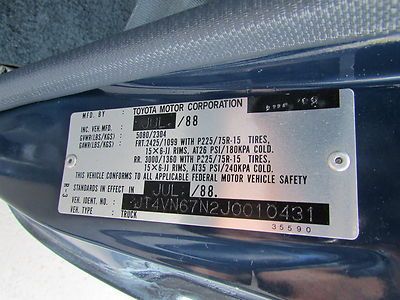 MFD. BY : TOYOTA MOTOR CORPORATION
INC. VEH. MFD. : JUL. /88
GVWR(LBS/KGS) : 5080/2304
GAWR(LBS/KGS) : FRT.2425/1099 WITH P225/75R-15 TIRES,
15×6-JJ RIMS, AT26 PSI/180KPA COLD.
RR. 3000/1360 WITH P225/75R-15 TIRES,
15×6-JJ RIMS, AT35 PSI/240KPA COLD.
THIS VEHICLE CONFORMS TO ALL APPLICABLE FEDERAL MOTOR VEHICLE SAFETY
STANDARDS IN EFFECT ON JUL. /88.
VEH. IDENT. NO. : JT4VN67N2J0010431
VEH. TYPE : TRUCK
35590
R-3